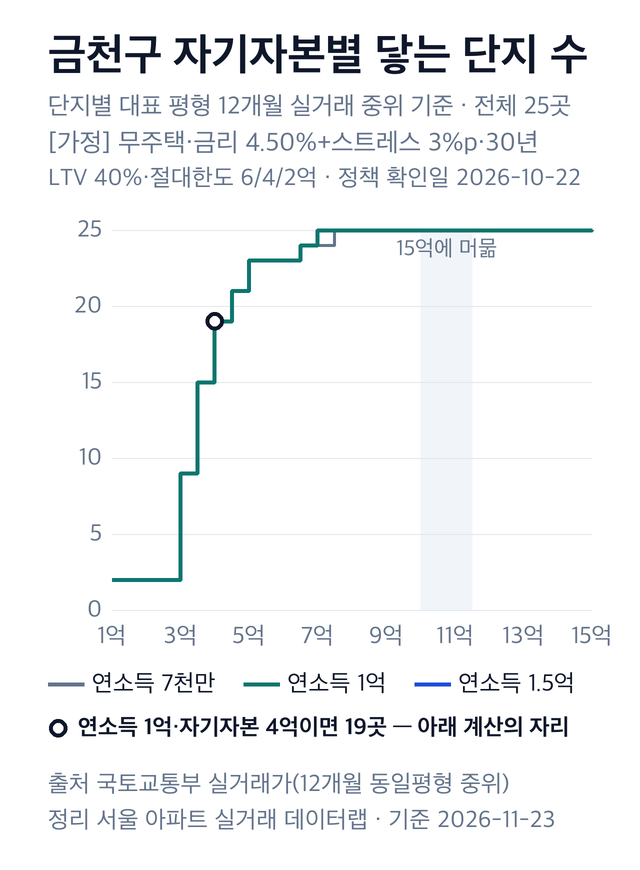 금천구 자기자본별 닿는 단지 수
단지별 대표 평형 12개월 실거래 중위 기준 · 전체 25곳
[가정] 무주택·금리 4.50%+스트레스 3%p·30년
LTV 40%·절대한도 6/4/2억 · 정책 확인일 2026-10-22
25
15억에 머묾
20
15
10
5
0
1억 3억 5억 7억 9억 11억 13억 15억
연소득 7천만 연소득 1억 연소득 1.5억
연소득 1억·자기자본 4억이면 19곳 — 아래 계산의 자리
출처 국토교통부 실거래가(12개월 동일평형 중위)
정리 서울 아파트 실거래 데이터랩 · 기준 2026-11-23